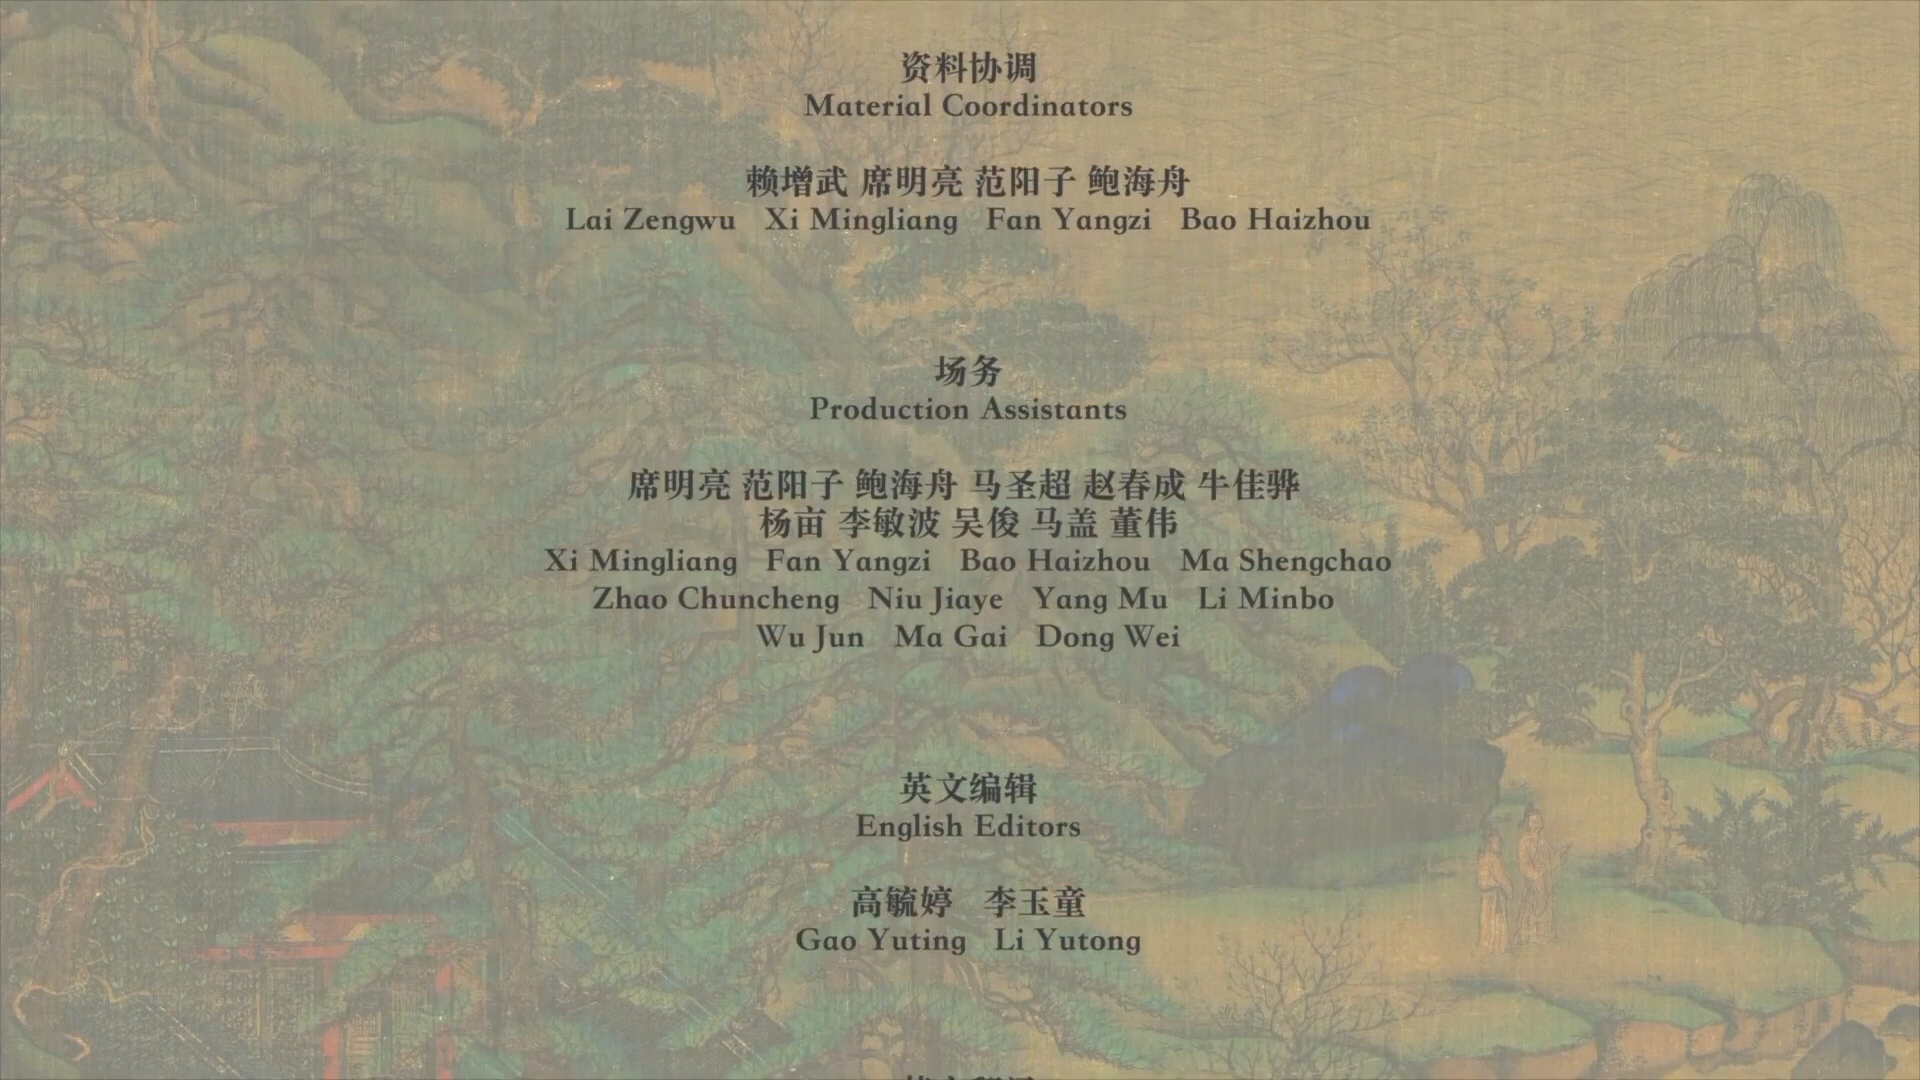 资料协调
Material Coordinators
赖增武 席明亮 范阳子 鲍海舟
Lai Zengwu Xi Mingliang Fan Yangzi Bao Haizhou
场务
Production Assistants
席明亮 范阳子 鲍海舟 马圣超 赵春成 牛佳骅
杨亩 李敏波 吴俊 马盖 董伟
Xi Mingliang Fan Yangzi Bao Haizhou Ma Shengchao
Zhao Chuncheng Niu Jiaye Yang Mu Li Minbo
Wu Jun Ma Gai Dong Wei
英文编辑
English Editors
高毓婷 李玉童
Gao Yuting Li Yutong